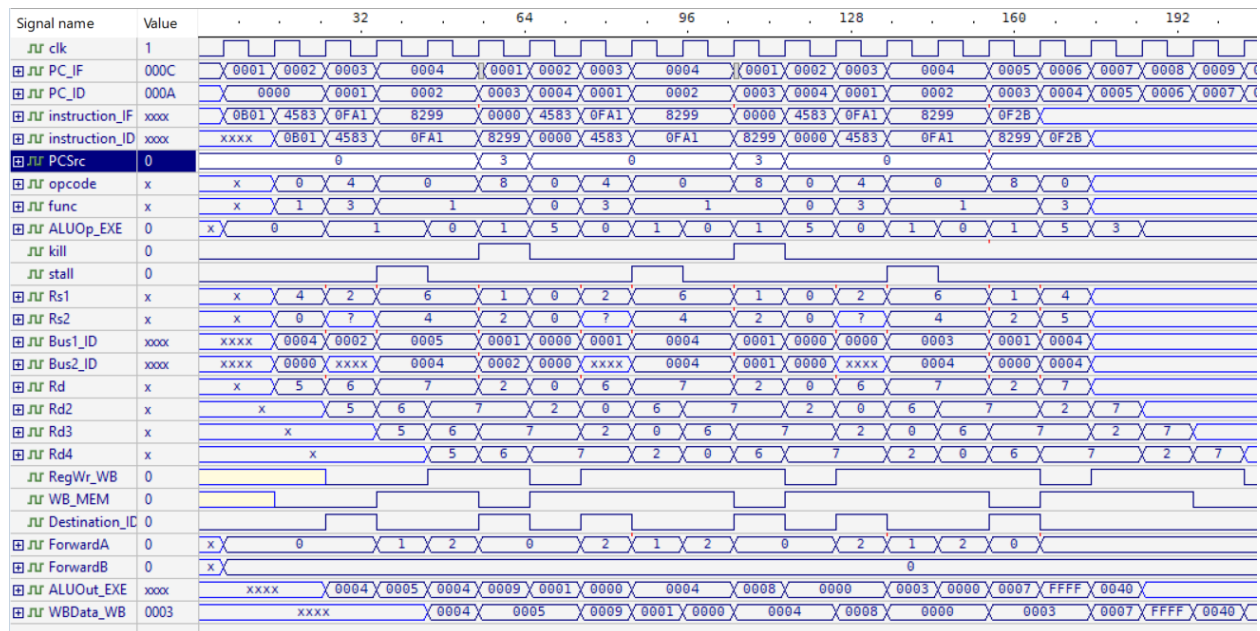 Signal name Value 32 64 96 128 160 192
clk 1
PC_IF 000C 0001 0002 0003 0004 0001 0002 0003 0004 0001 0002 0003 0004 0005 0006 0007 0008 0009
PC_ID 000A 0000 0001 0002 0003 0004 0001 0002 0003 0004 0001 0002 0003 0004 0005 0006 0007
instruction_IF xxxx 0B01 4583 0FA1 8299 0000 4583 0FA1 8299 0000 4583 0FA1 8299 0F2B
instruction_ID xxxx xxxx 0B01 4583 0FA1 8299 0000 4583 0FA1 8299 0000 4583 0FA1 8299 0F2B
PCSrc 0 0 3 0 3 0
opcode x x 0 4 0 8 0 4 0 8 0 4 0 8 0
func x x 1 3 1 0 3 1 0 3 1 3
ALUOp_EXE 0 x 0 1 0 1 5 0 1 0 1 5 0 1 0 1 5 3
kill 0
stall 0
Rs1 x x 4 2 6 1 0 2 6 1 0 2 6 1 4
Rs2 x x 0 ? 4 2 0 ? 4 2 0 ? 4 2 5
Bus1_ID xxxx xxxx 0004 0002 0005 0001 0000 0001 0004 0001 0000 0000 0003 0001 0004
Bus2_ID xxxx xxxx 0000 xxxx 0004 0002 0000 xxxx 0004 0001 0000 xxxx 0004 0000 0004
Rd x x 5 6 7 2 0 6 7 2 0 6 7 2 7
Rd2 x x 5 6 7 2 0 6 7 2 0 6 7 2 7
Rd3 x x 5 6 7 2 0 6 7 2 0 6 7 2 7
Rd4 x x 5 6 7 2 0 6 7 2 0 6 7 2 7
RegWr_WB 0
WB_MEM 0
Destination_ID 0
ForwardA 0 x 0 1 2 0 2 1 2 0 2 1 2 0
ForwardB 0 x 0
ALUOut_EXE xxxx xxxx 0004 0005 0004 0009 0001 0000 0004 0008 0000 0003 0000 0007 FFFF 0040
WBData_WB 0003 xxxx 0004 0005 0009 0001 0000 0004 0008 0000 0003 0007 FFFF 0040